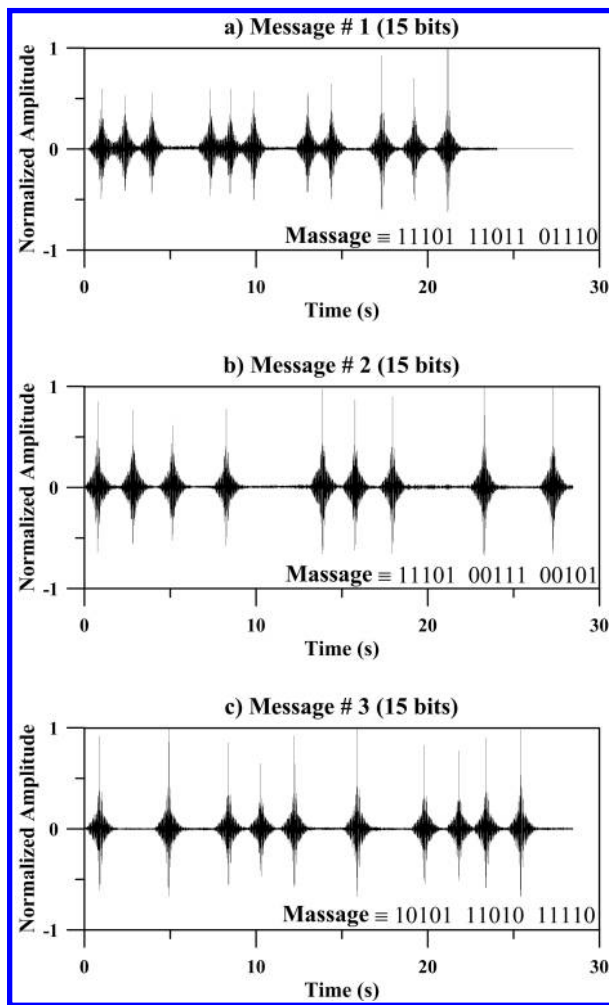 a) Message # 1 (15 bits)
Normalized Amplitude
1
0
-1
Massage ≡ 11101 11011 01110
0 10 20 30
Time (s)
b) Message # 2 (15 bits)
Normalized Amplitude
1
0
-1
Massage ≡ 11101 00111 00101
0 10 20 30
Time (s)
c) Message # 3 (15 bits)
Normalized Amplitude
1
0
-1
Massage ≡ 10101 11010 11110
0 10 20 30
Time (s)